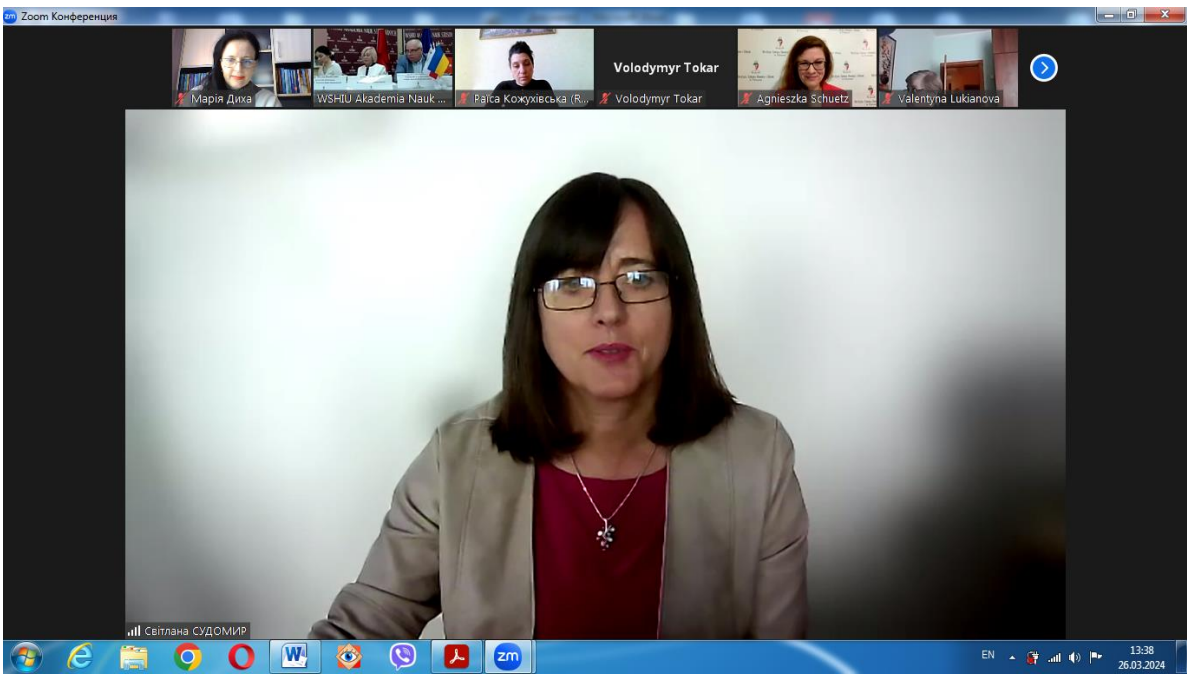 Zoom Конференция
Volodymyr Tokar
Марія Диха
WSHIU Akademia Nauk ...
Раїса Кожухівська (R...
Volodymyr Tokar
Agnieszka Schuetz
Valentyna Lukianova
Світлана СУДОМИР
EN
13:38
26.03.2024
zm